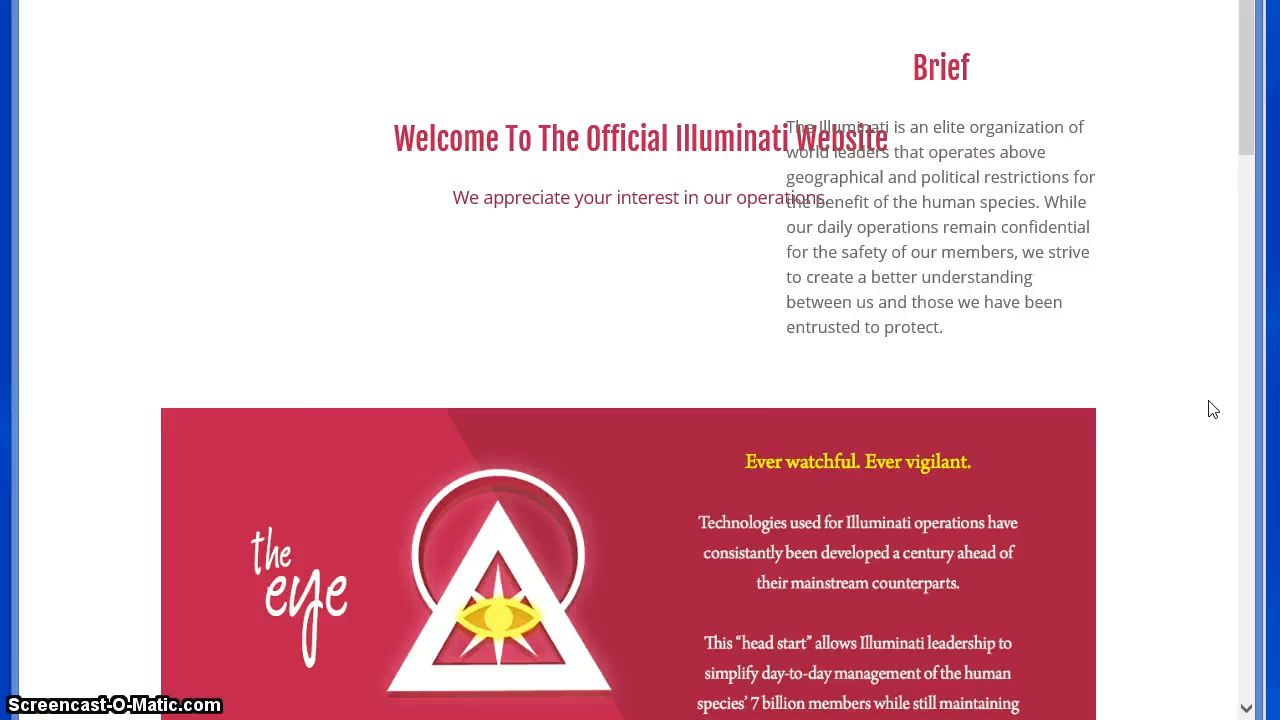 Brief
Welcome To The Official Illuminati Website
We appreciate your interest in our operations.
The Illuminati is an elite organization of
world leaders that operates above
geographical and political restrictions for
the benefit of the human species. While
our daily operations remain confidential
for the safety of our members, we strive
to create a better understanding
between us and those we have been
entrusted to protect.
the
eye
Ever watchful. Ever vigilant.
Technologies used for Illuminati operations have
consistently been developed a century ahead of
their mainstream counterparts.
This “head start” allows Illuminati leadership to
simplify day-to-day management of the human
species’ 7 billion members while still maintaining
Screencast-O-Matic.com